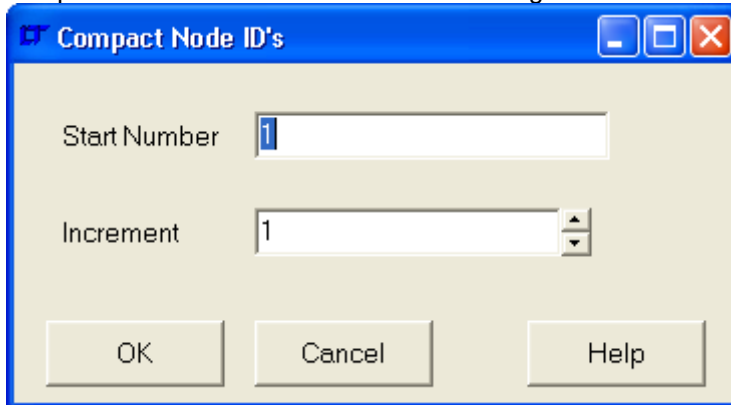 Compact Node ID's
Start Number 1
Increment 1
OK Cancel Help